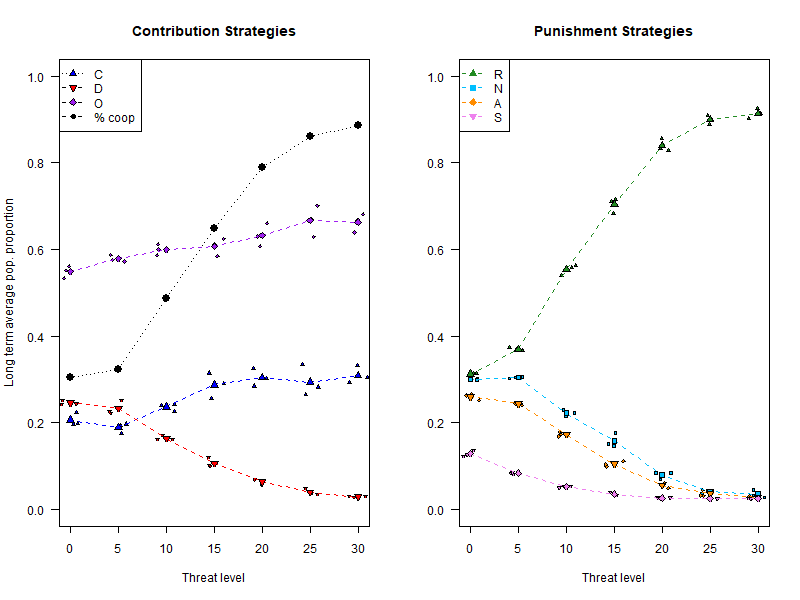 Contribution Strategies
C
D
O
% coop
Long term average pop. proportion
1.0
0.8
0.6
0.4
0.2
0.0
0 5 10 15 20 25 30
Threat level
Punishment Strategies
R
N
A
S
1.0
0.8
0.6
0.4
0.2
0.0
0 5 10 15 20 25 30
Threat level